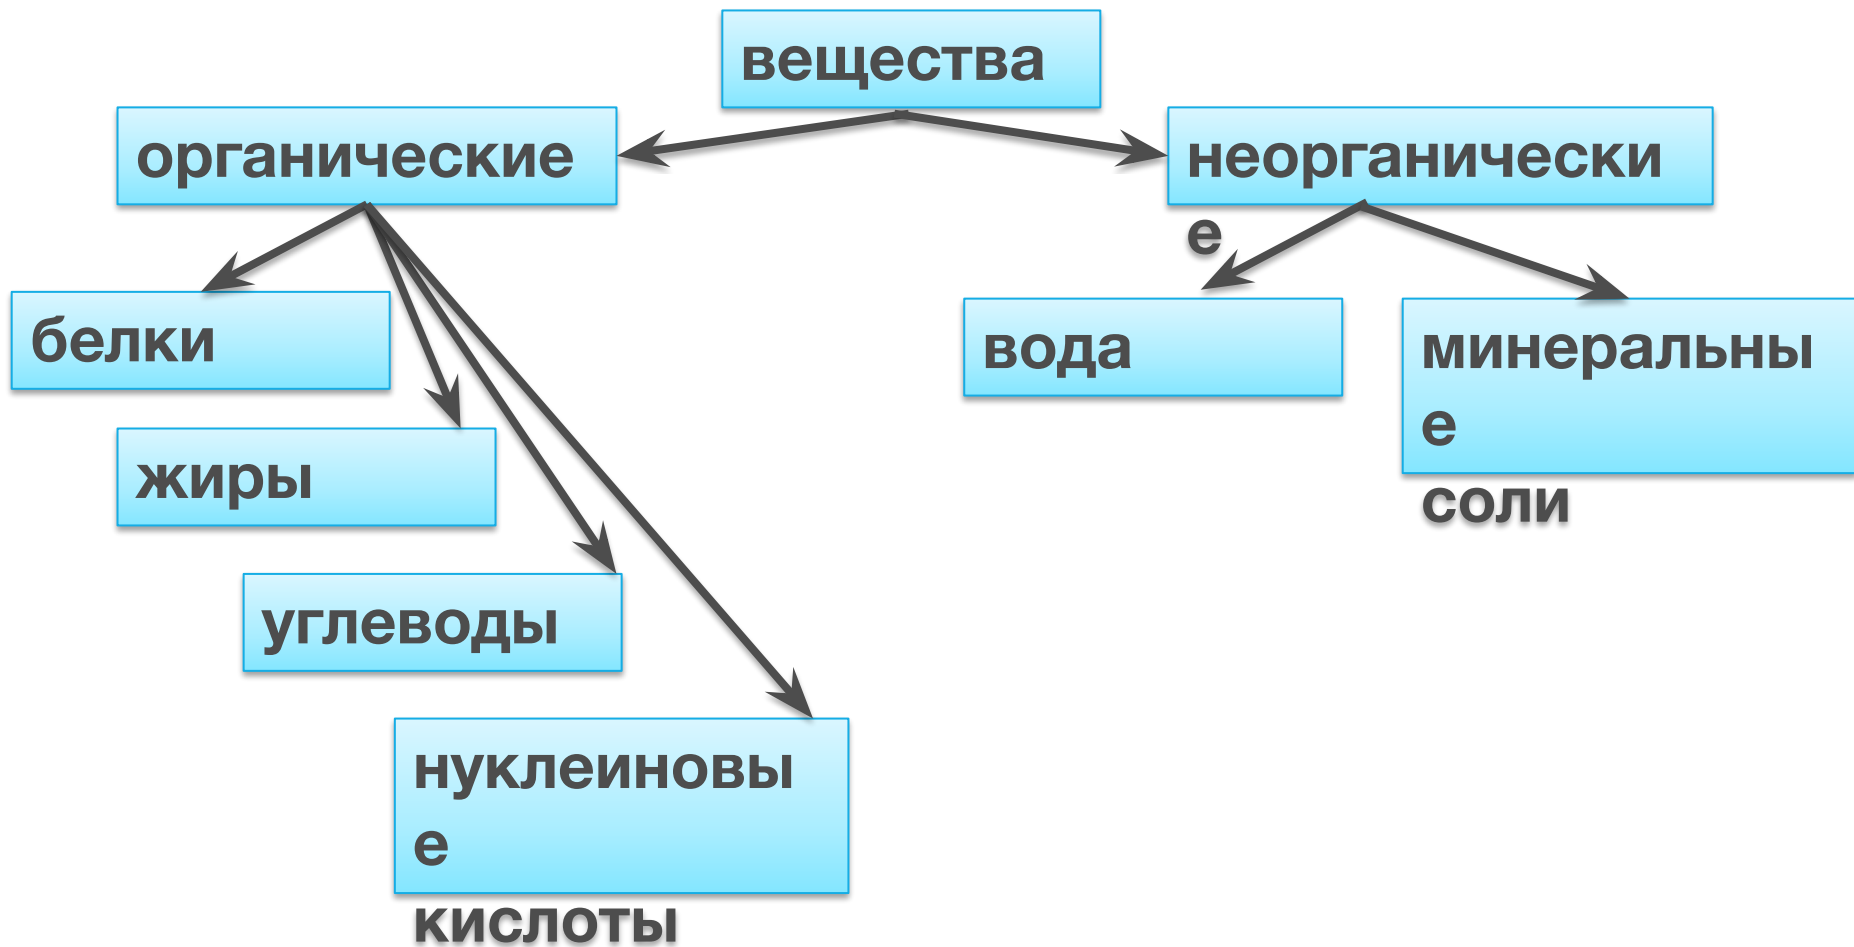 вещества
органические
неорганически
е
белки
вода
минеральны
е
соли
жиры
углеводы
нуклеиновы
е
кислоты